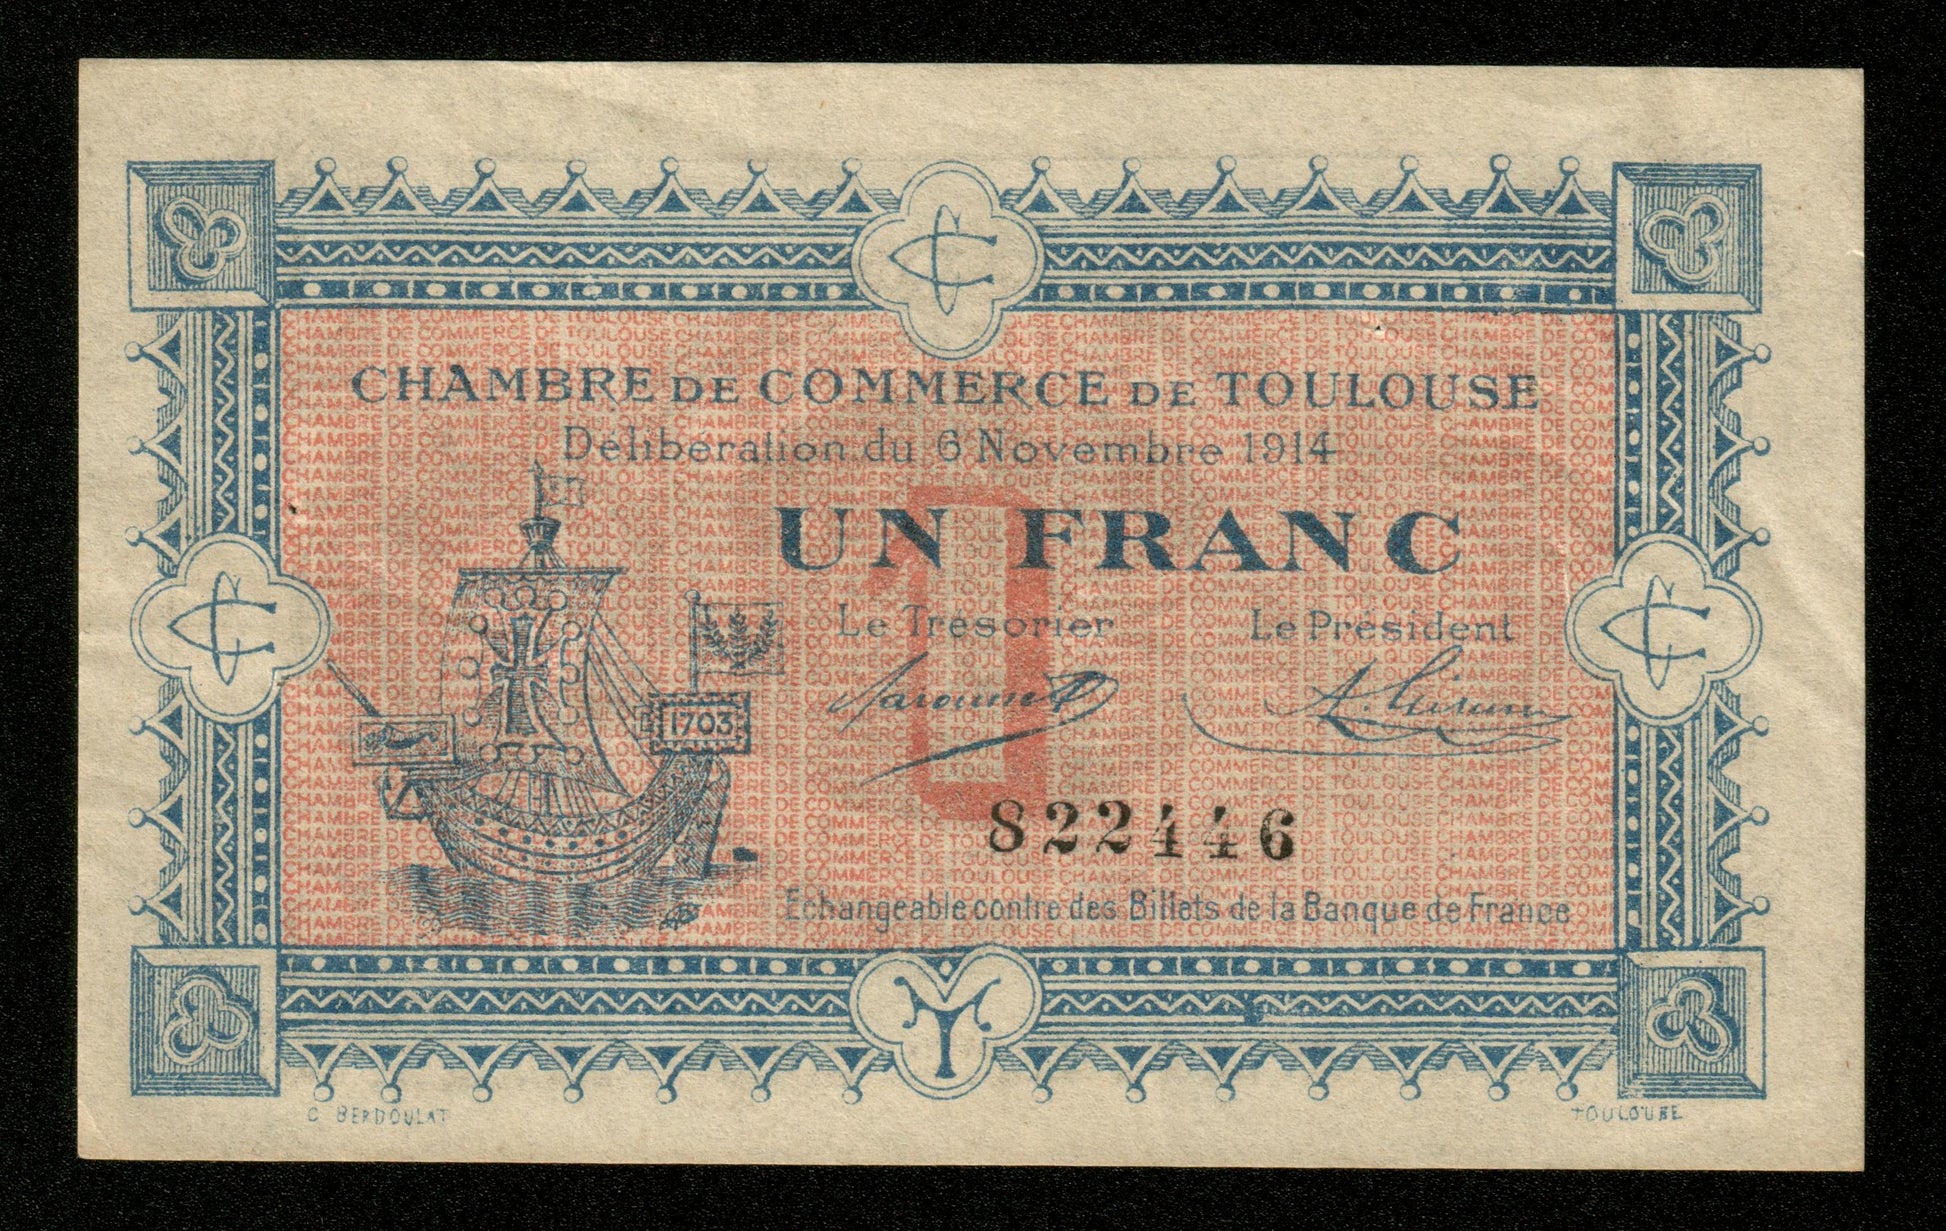 CHAMBRE DE COMMERCE DE TOULOUSE
Délibération du 6 Novembre 1914
UN FRANC
1
Le Trésorier
Le Président
1703
822446
Echangeable contre des Billets de la Banque de France
C BERDOULAT
TOULOUSE